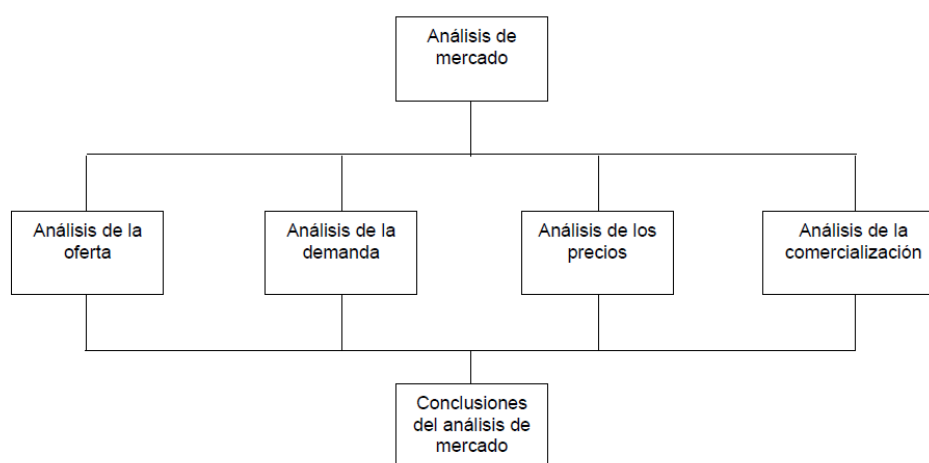 Análisis de
mercado
Análisis de la
oferta
Análisis de la
demanda
Análisis de los
precios
Análisis de la
comercialización
Conclusiones
del análisis de
mercado